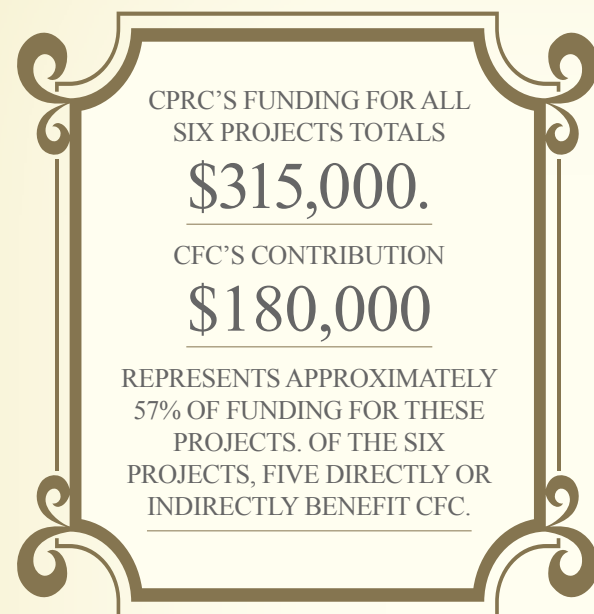 CPRC'S FUNDING FOR ALL
SIX PROJECTS TOTALS
$315,000.
CFC'S CONTRIBUTION
$180,000
REPRESENTS APPROXIMATELY
57% OF FUNDING FOR THESE
PROJECTS. OF THE SIX
PROJECTS, FIVE DIRECTLY OR
INDIRECTLY BENEFIT CFC.